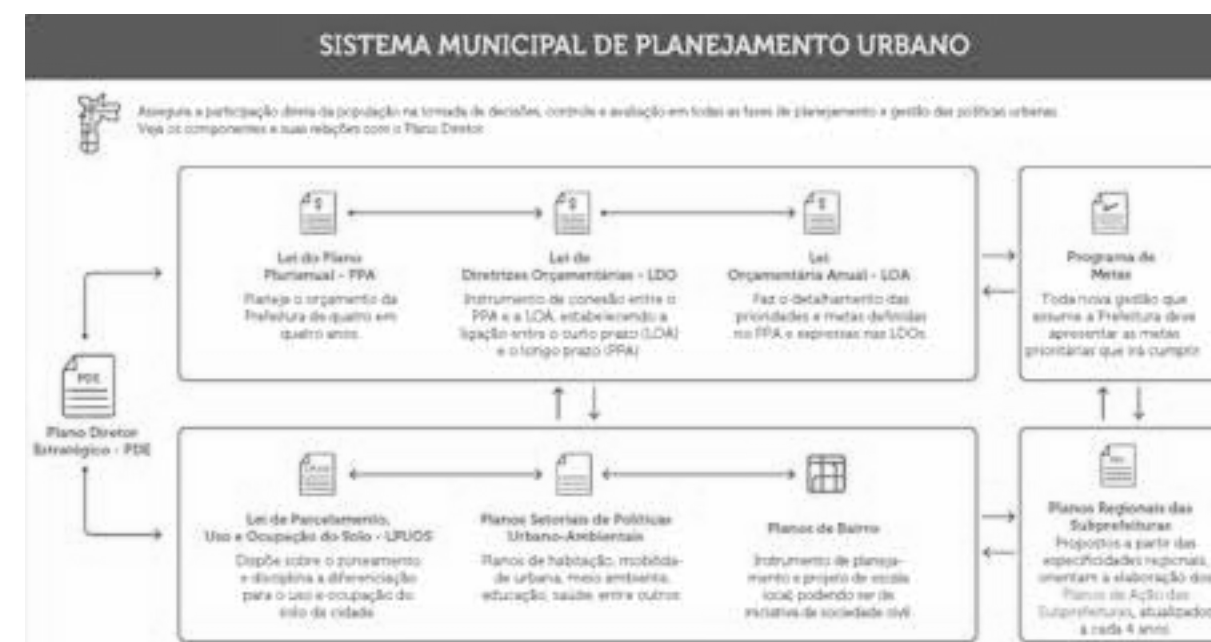 SISTEMA MUNICIPAL DE PLANEJAMENTO URBANO
Assegura a participação direta da população na tomada de decisões, controle e avaliação em todas as fases de planejamento e gestão das políticas urbanas.
Veja os componentes e suas relações com o Plano Diretor
$
Lei do Plano
Plurianual - PPA
Planeja o orçamento da
Prefeitura de quatro em
quatro anos.
$
Lei de
Diretrizes Orçamentárias - LDO
Instrumento de conexão entre o
PPA e a LOA, estabelecendo a
ligação entre o curto prazo (LOA)
e o longo prazo (PPA)
$
Lei
Orçamentária Anual - LOA
Faz o detalhamento das
prioridades e metas definidas
no PPA e expressas nas LDOs.
Programa de
Metas
Toda nova gestão que
assume a Prefeitura deve
apresentar as metas
prioritárias que irá cumprir
PDE
Plano Diretor
Estratégico - PDE
Lei de Parcelamento,
Uso e Ocupação do Solo - LPUOS
Dispõe sobre o zoneamento
e disciplina a diferenciação
para o uso e ocupação do
solo da cidade
Planos Setoriais de Políticas
Urbano-Ambientais
Planos de habitação, mobilida-
de urbana, meio ambiente,
educação, saúde entre outros
Planos de Bairro
Instrumento de planeja-
mento e projeto de escala
local, podendo ser de
iniciativa da sociedade civil
Planos Regionais das
Subprefeituras
Propostos a partir das
especificidades regionais,
orientam a elaboração dos
Planos de Ação das
Subprefeituras, atualizados
a cada 4 anos.